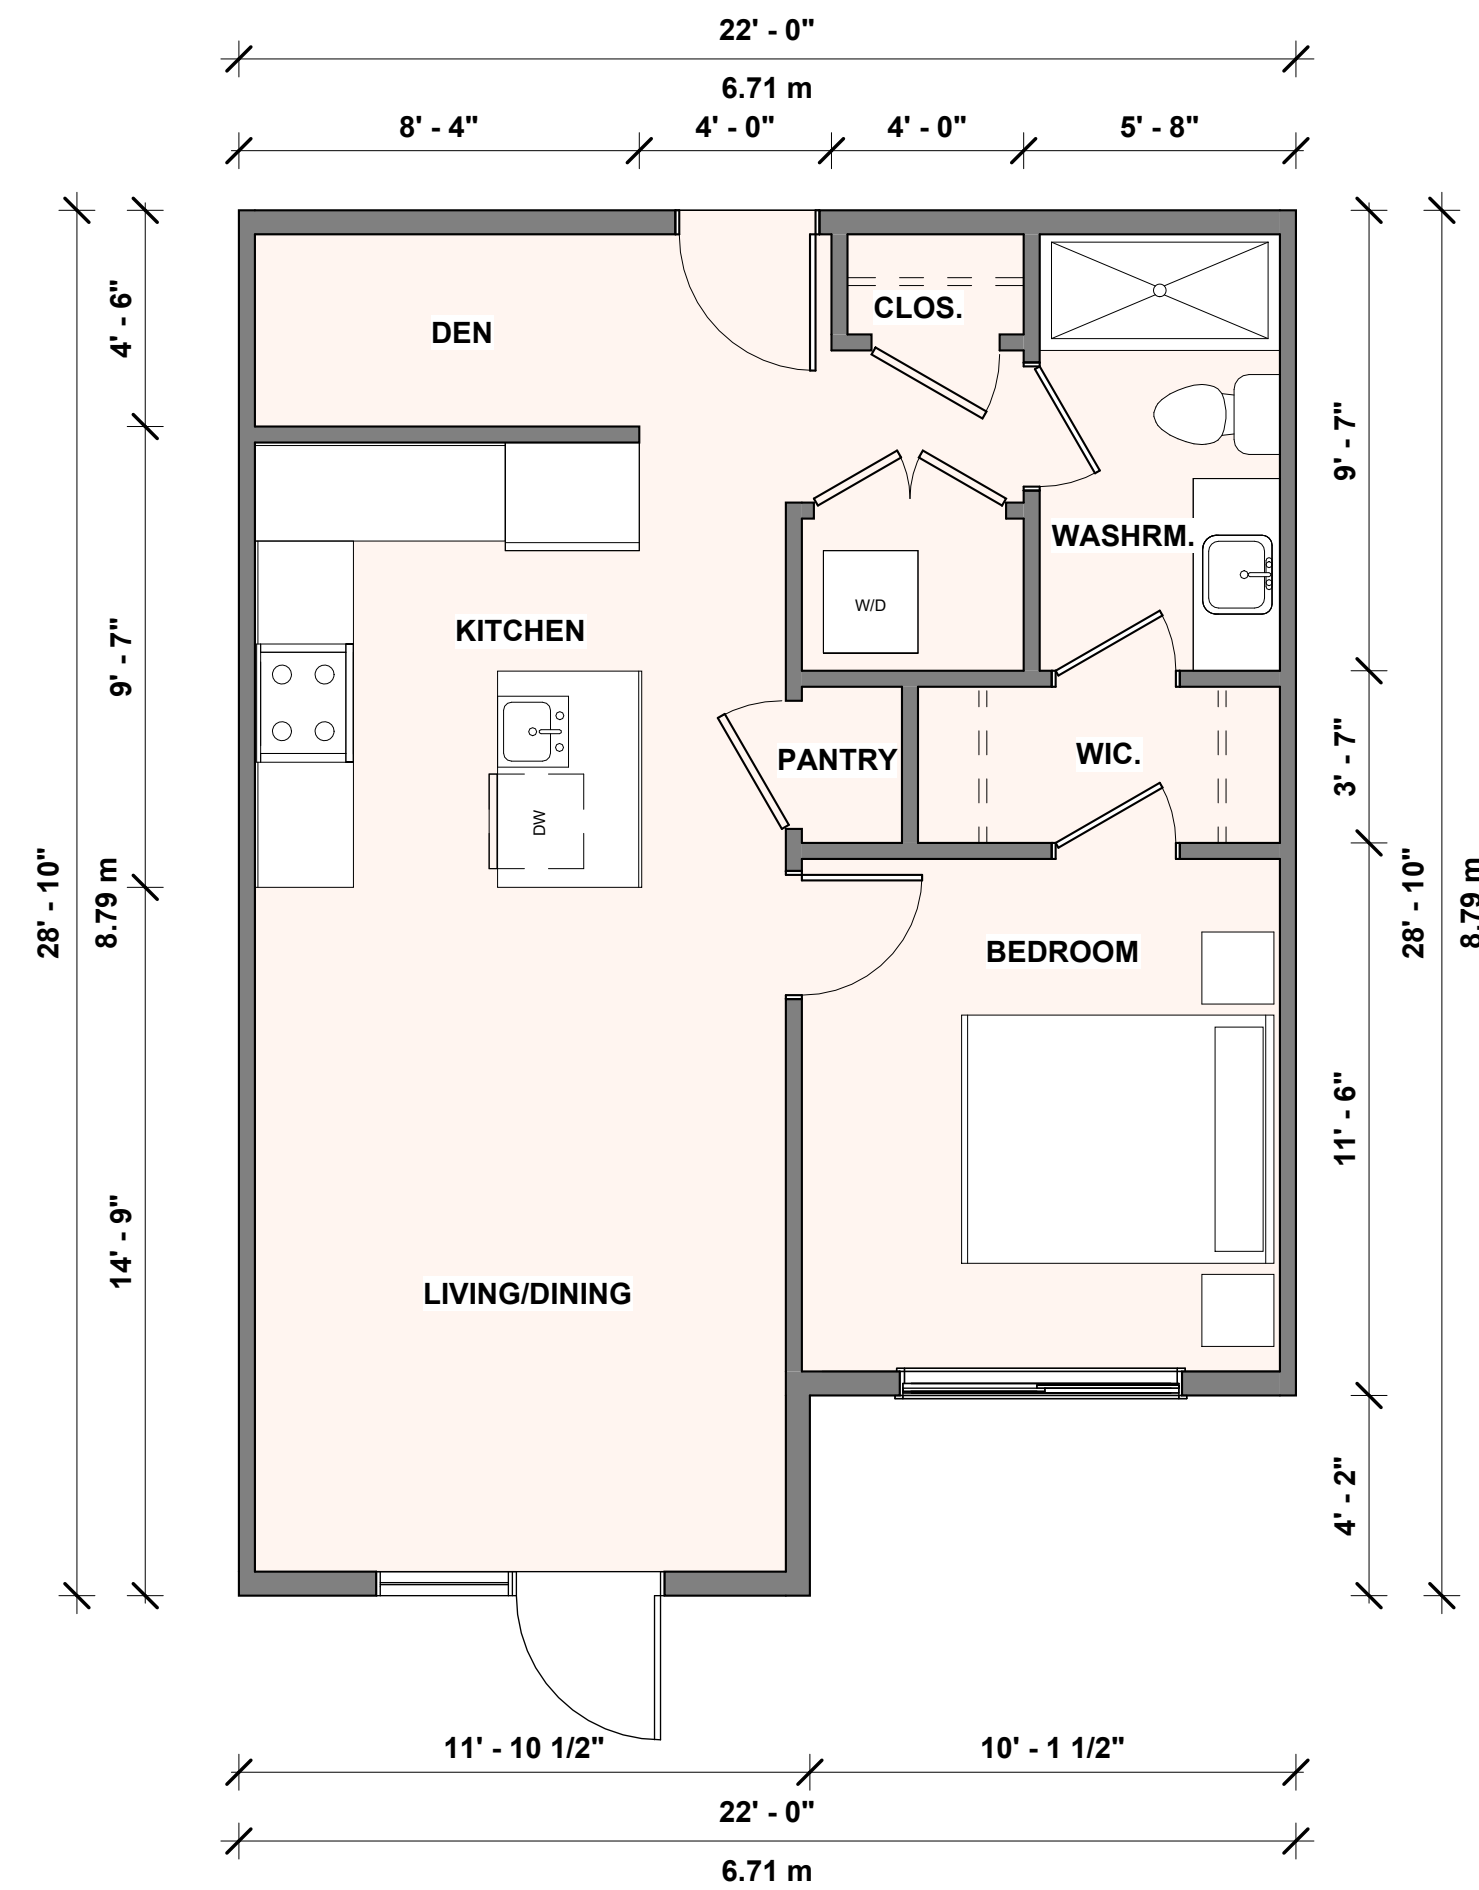 22' - 0"
6.71 m
8' - 4"
4' - 0"
4' - 0"
5' - 8"
4' - 6"
9' - 7"
14' - 9"
28' - 10"
8.79 m
DEN
CLOS.
WASHRM.
W/D
KITCHEN
PANTRY
WIC.
DW
BEDROOM
LIVING/DINING
9' - 7"
3' - 7"
11' - 6"
4' - 2"
28' - 10"
8.79 m
11' - 10 1/2"
10' - 1 1/2"
22' - 0"
6.71 m